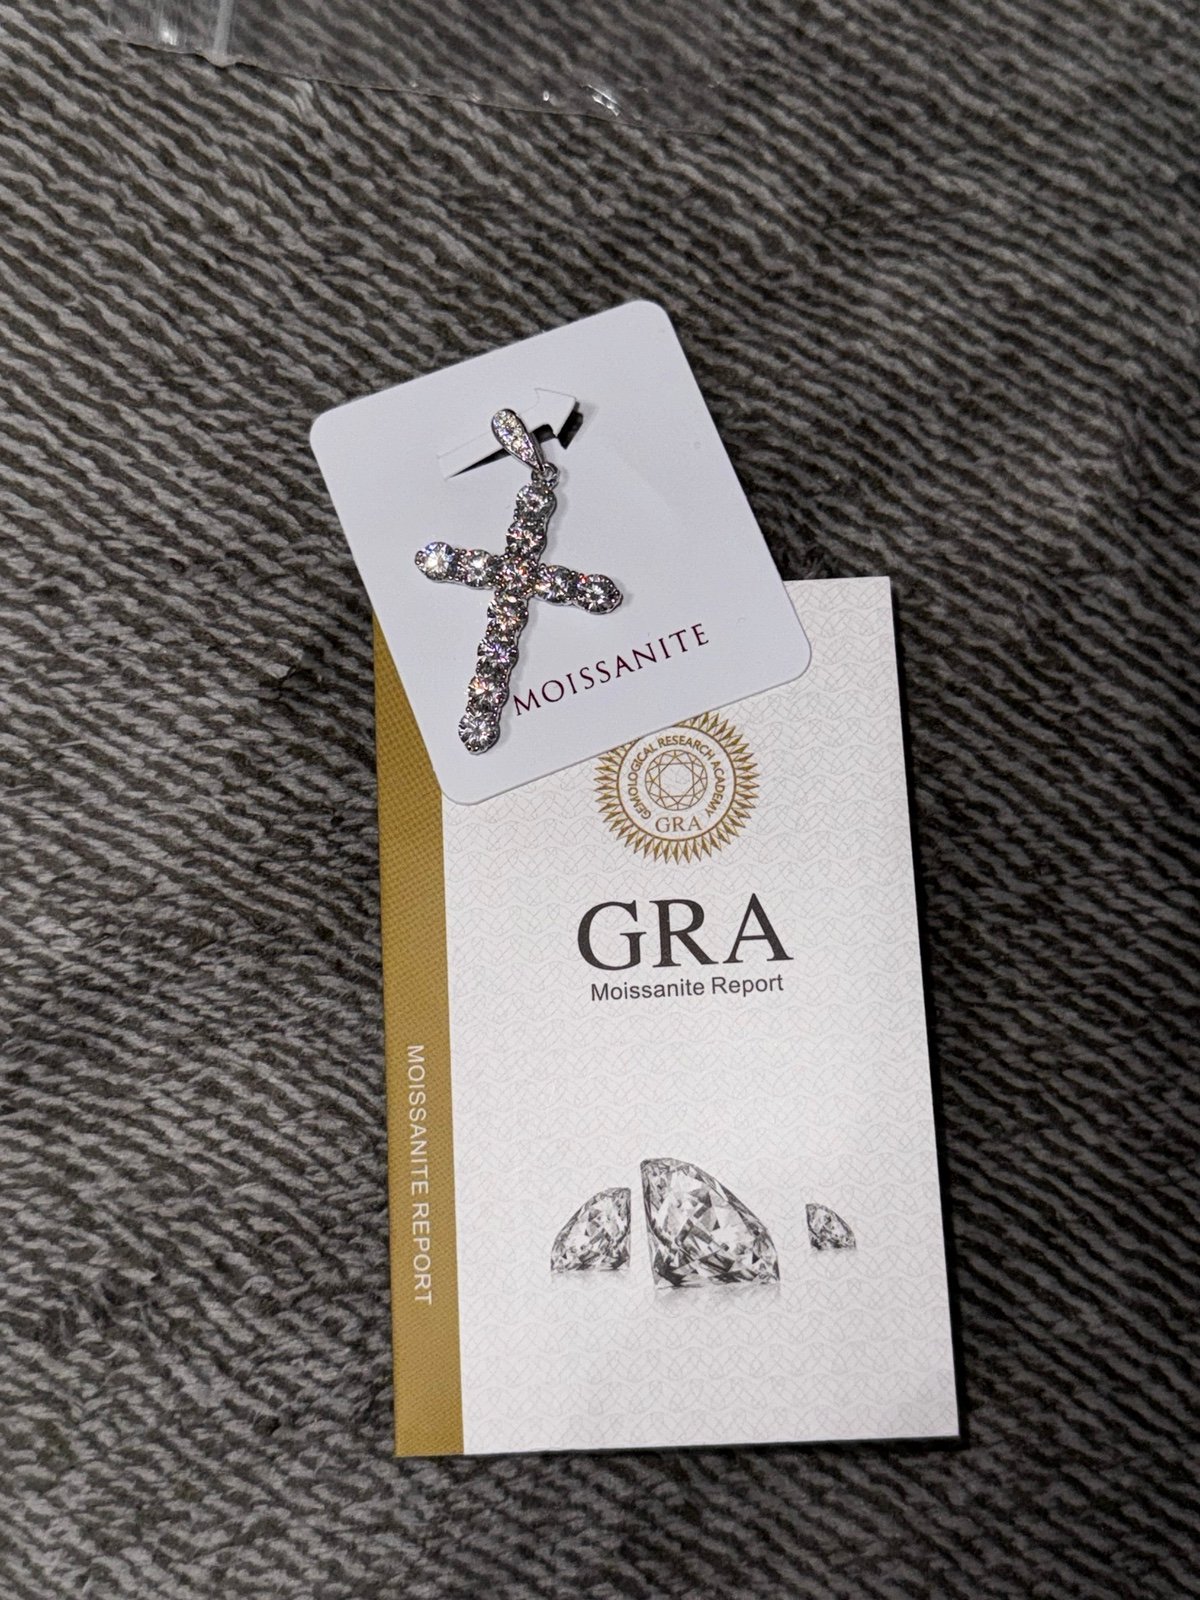 MOISSANITE
GEMOLOGICAL RESEARCH ACADEMY
GRA
GRA
Moissanite Report
MOISSANITE REPORT